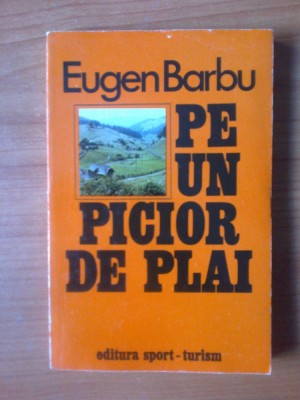 Eugen Barbu
PE
UN
PICIOR
DE PLAI
editura sport-turism